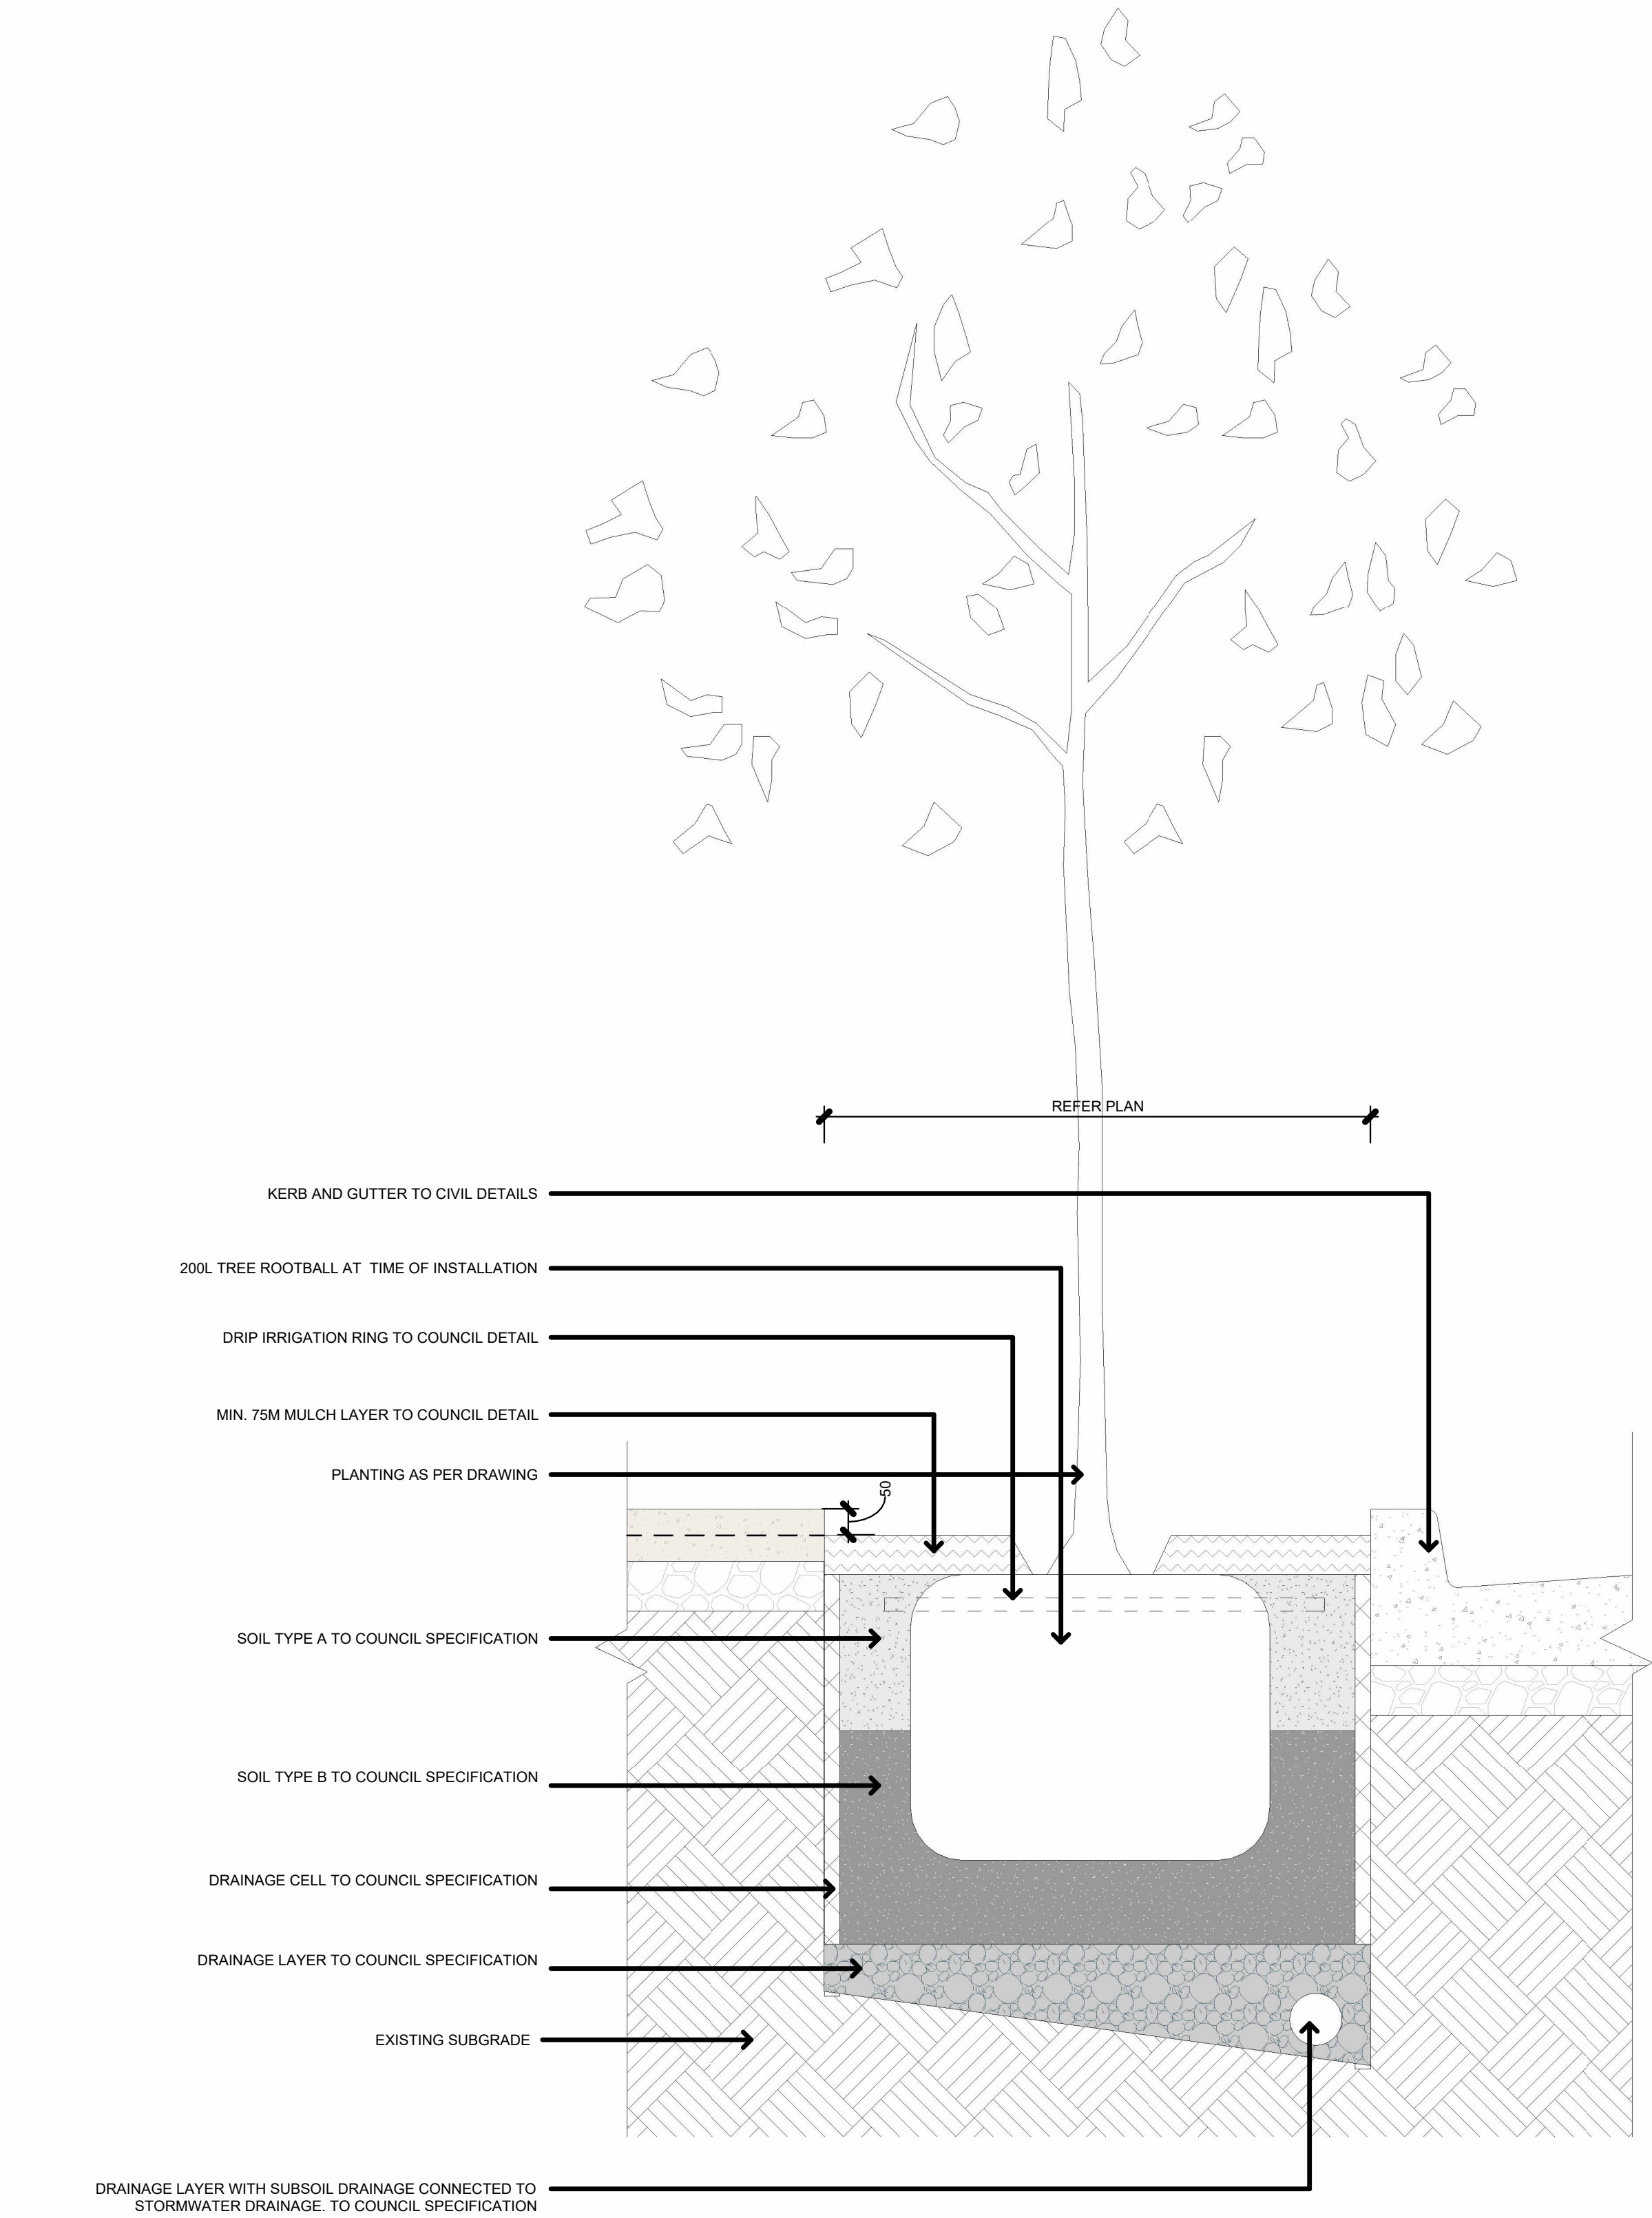 REFER PLAN
KERB AND GUTTER TO CIVIL DETAILS
200L TREE ROOTBALL AT  TIME OF INSTALLATION
DRIP IRRIGATION RING TO COUNCIL DETAIL
MIN. 75M MULCH LAYER TO COUNCIL DETAIL
PLANTING AS PER DRAWING
50
SOIL TYPE A TO COUNCIL SPECIFICATION
SOIL TYPE B TO COUNCIL SPECIFICATION
DRAINAGE CELL TO COUNCIL SPECIFICATION
DRAINAGE LAYER TO COUNCIL SPECIFICATION
EXISTING SUBGRADE
DRAINAGE LAYER WITH SUBSOIL DRAINAGE CONNECTED TO
STORMWATER DRAINAGE. TO COUNCIL SPECIFICATION